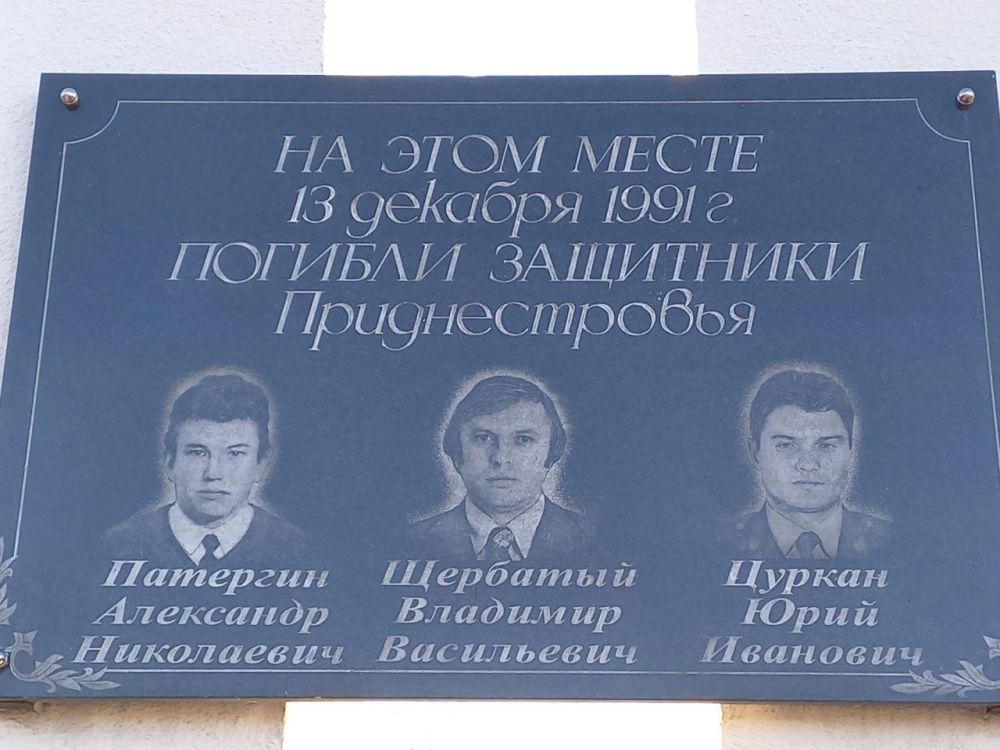 НА ЭТОМ МЕСТЕ
13 декабря 1991 г.
ПОГИБЛИ ЗАЩИТНИКИ
Приднестровья
Патергин
Александр
Николаевич
Щербатый
Владимир
Васильевич
Цуркан
Юрий
Иванович